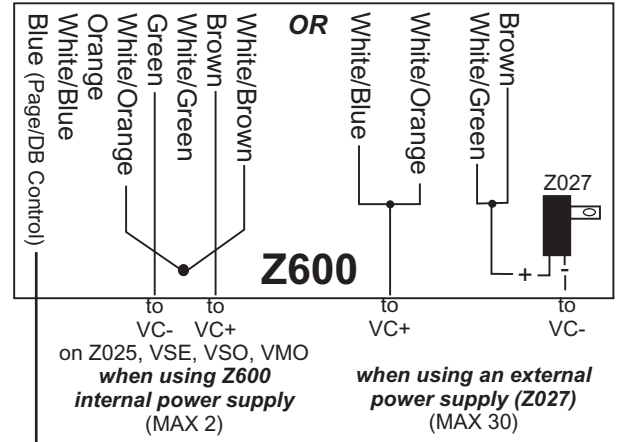 Blue (Page/DB Control)
White/Blue
Orange
White/Orange
Green
White/Green
Brown
White/Brown
OR
White/Blue
White/Orange
White/Green
Brown
Z027
Z600
+ -
to to
VC- VC+
on Z025, VSE, VSO, VMO
when using Z600
internal power supply
(MAX 2)
to
VC+
to
VC-
when using an external
power supply (Z027)
(MAX 30)